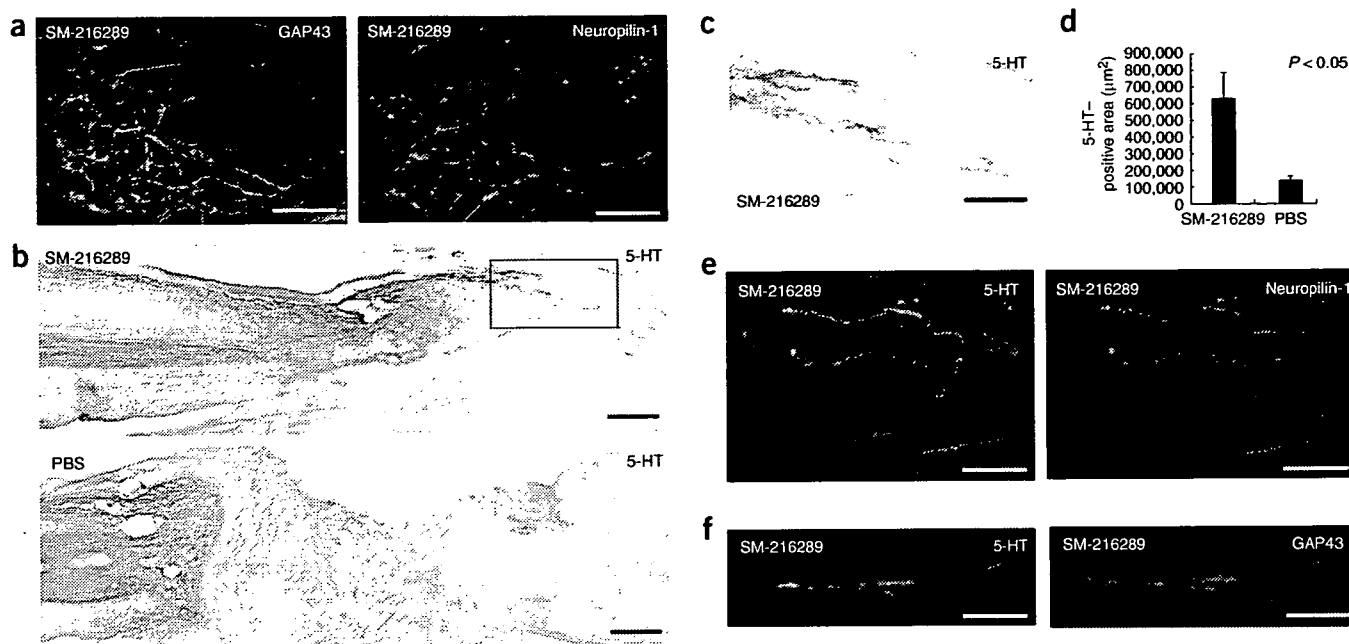 a
SM-216289 GAP43
SM-216289 Neuropilin-1
b
SM-216289 5-HT
PBS 5-HT
c
5-HT
SM-216289
d
900,000
800,000
700,000
600,000
500,000
400,000
300,000
200,000
100,000
0
5-HT–
positive area (μm²)
P < 0.05
SM-216289 PBS
e
SM-216289 5-HT
SM-216289 Neuropilin-1
f
SM-216289 5-HT
SM-216289 GAP43